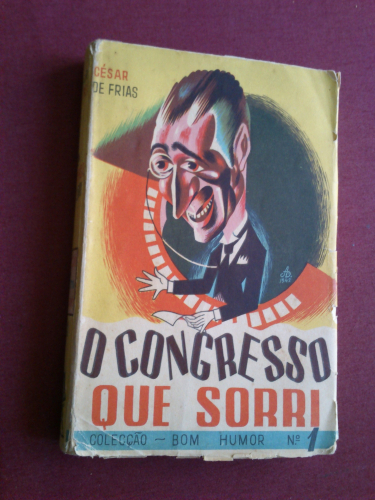 CÉSAR
DE FRIAS
O CONGRESSO
QUE SORRI
COLECÇÃO — BOM HUMOR Nº 1